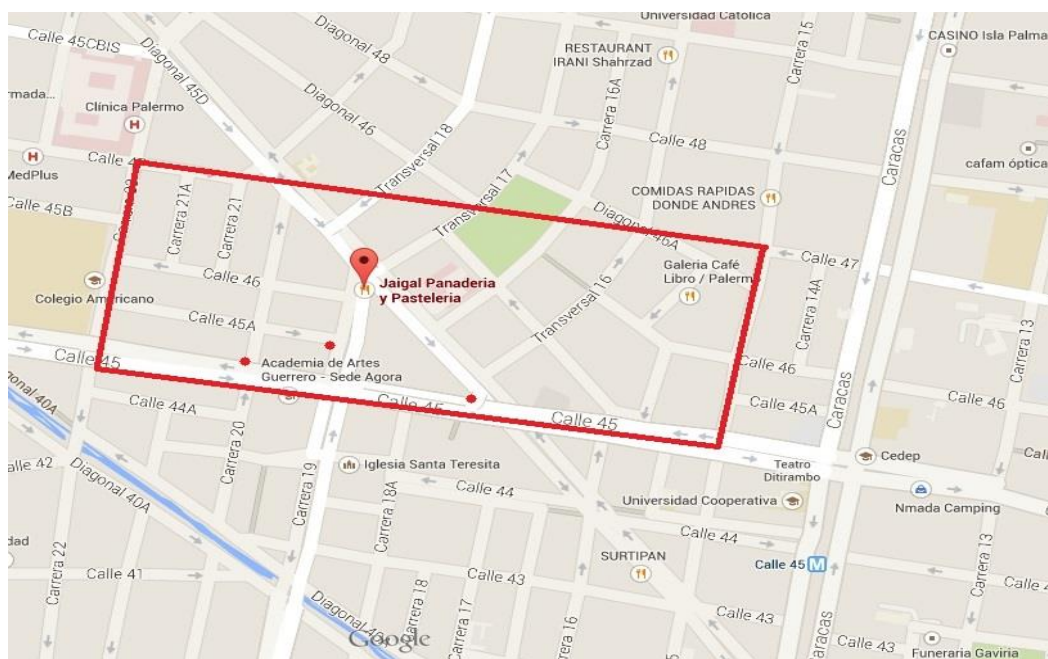 Universidad Catolica
Calle 45CBIS
Diagonal 45D
Diagonal 48
RESTAURANT
IRANI Shahrzad
Carrera 15
CASINO Isla Palma
Caracas
Clínica Palermo
Diagonal 46
Carrera 16A
Transversal 18
Calle 48
cafam óptica
MedPlus
Transversal 17
COMIDAS RAPIDAS
DONDE ANDRES
Calle 45B
Carrera 21A
Carrera 21
Diagonal 46A
Calle 47
Galeria Café
Libro / Palerm
Jaigal Panaderia
y Pasteleria
Calle 46
Colegio Americano
Transversal 16
Carrera 14A
Carrera 13
Calle 45A
Calle 45
Academia de Artes
Guerrero - Sede Agora
Calle 46
Calle 46
Caracas
Calle 45A
Calle 44A
Calle 45
Diagonal 40A
Carrera 20
Iglesia Santa Teresita
Teatro
Ditirambo
Cedep
Calle 44
Carrera 19
Carrera 18A
Universidad Cooperativa
Nmada Camping
Diagonal 40A
Calle 44
SURTIPAN
Calle 45
M
Carrera 13
Carrera 22
Calle 41
Calle 43
Carrera 18
Carrera 17
Carrera 16
Calle 43
Caracas
Calle 43
Google
Funeraria Gaviria